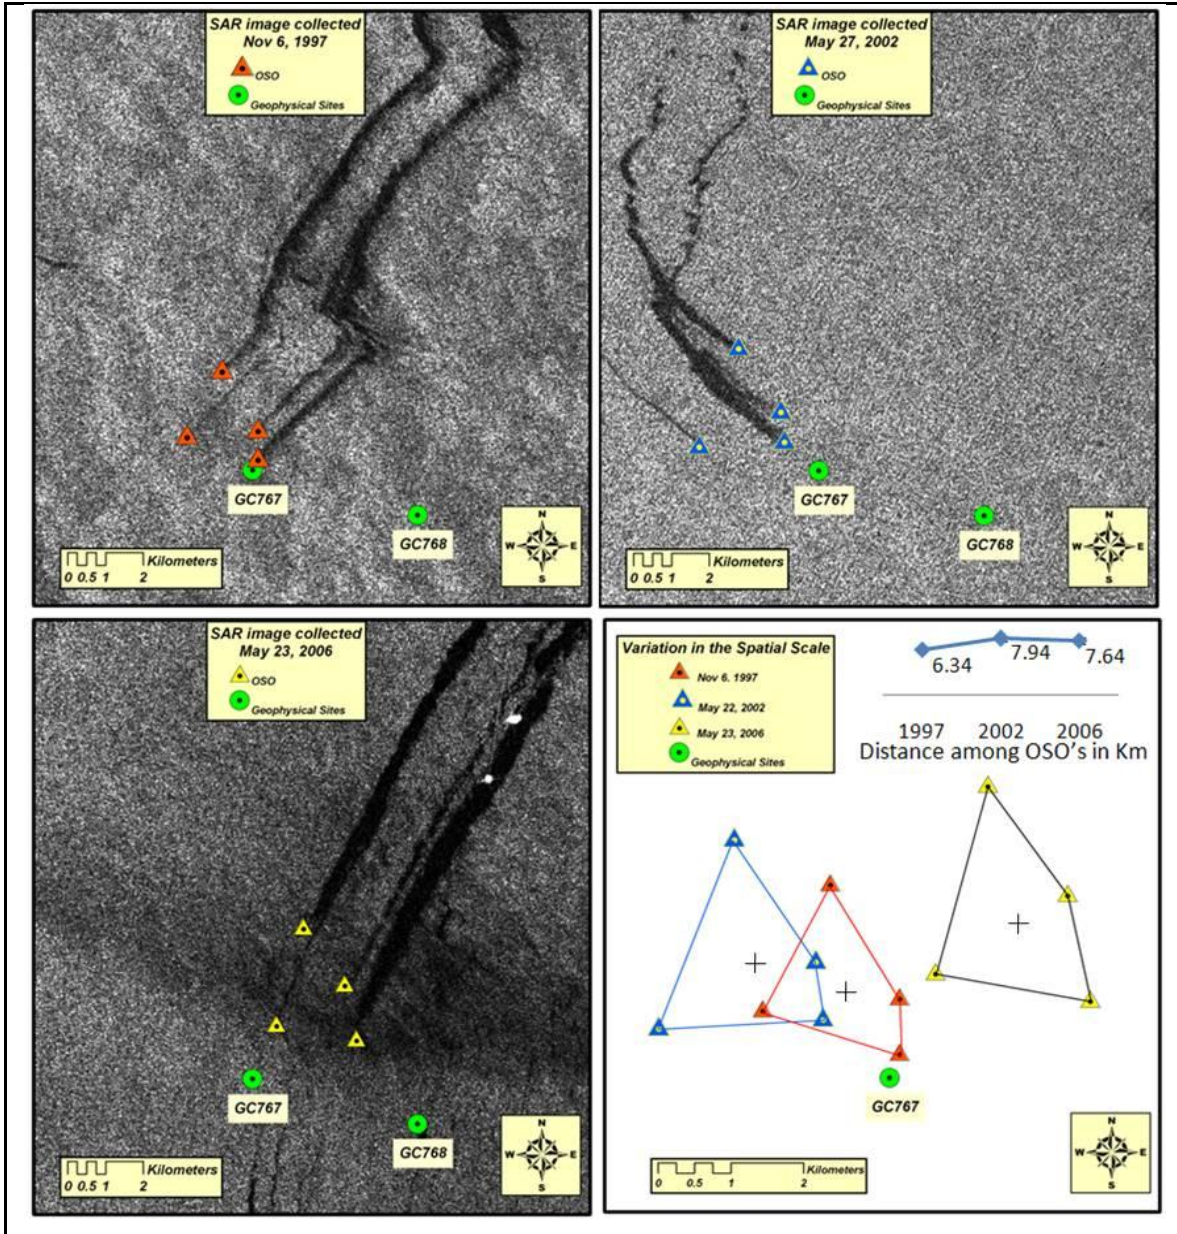 SAR image collected
Nov 6, 1997
OSO
Geophysical Sites
GC767
GC768
Kilometers
0 0.5 1 2
N
W E
S
SAR image collected
May 27, 2002
OSO
Geophysical Sites
GC767
GC768
Kilometers
0 0.5 1 2
N
W E
S
SAR image collected
May 23, 2006
OSO
Geophysical Sites
GC767
GC768
Kilometers
0 0.5 1 2
N
W E
S
Variation in the Spatial Scale
Nov 6. 1997
May 22, 2002
May 23, 2006
Geophysical Sites
6.34 7.94 7.64
1997 2002 2006
Distance among OSO's in Km
GC767
Kilometers
0 0.5 1 2
N
W E
S